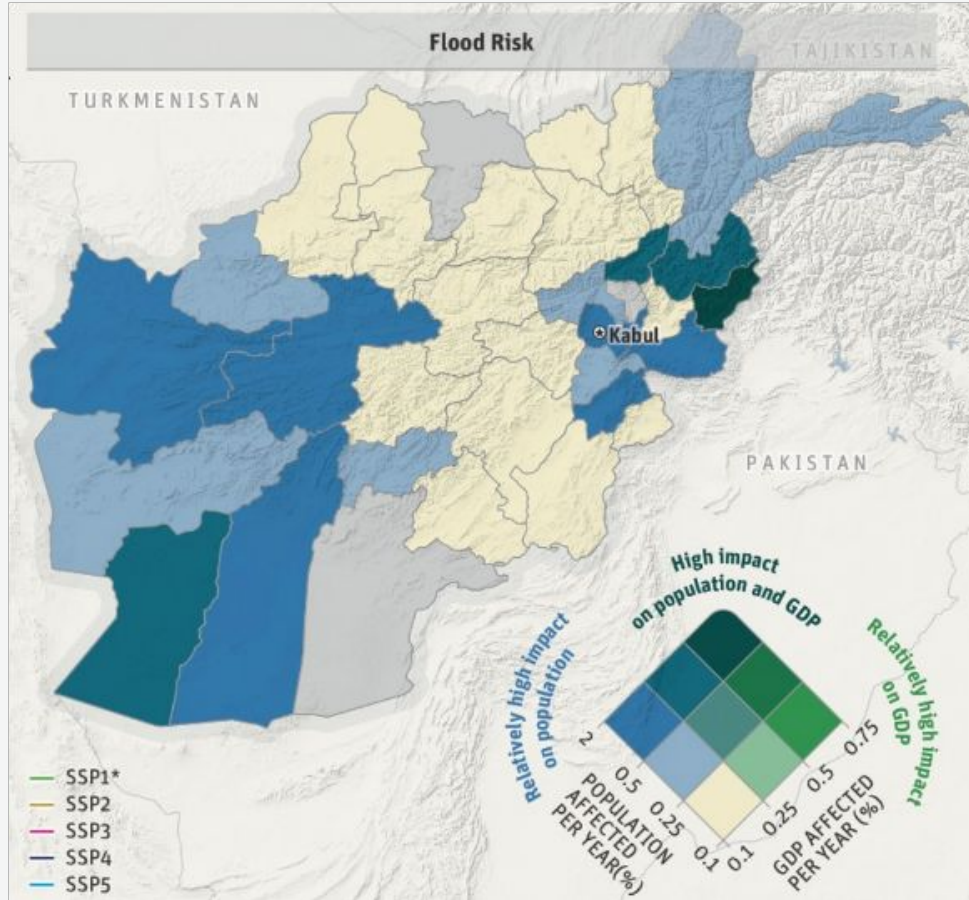 Flood Risk
TAJIKISTAN
TURKMENISTAN
Kabul
PAKISTAN
High impact
on population and GDP
Relatively high impact
on population
Relatively high impact
on GDP
2
0.5
0.25
0.1
POPULATION
AFFECTED
PER YEAR(%)
0.1
0.25
0.5
0.75
GDP AFFECTED
PER YEAR (%)
SSP1*
SSP2
SSP3
SSP4
SSP5